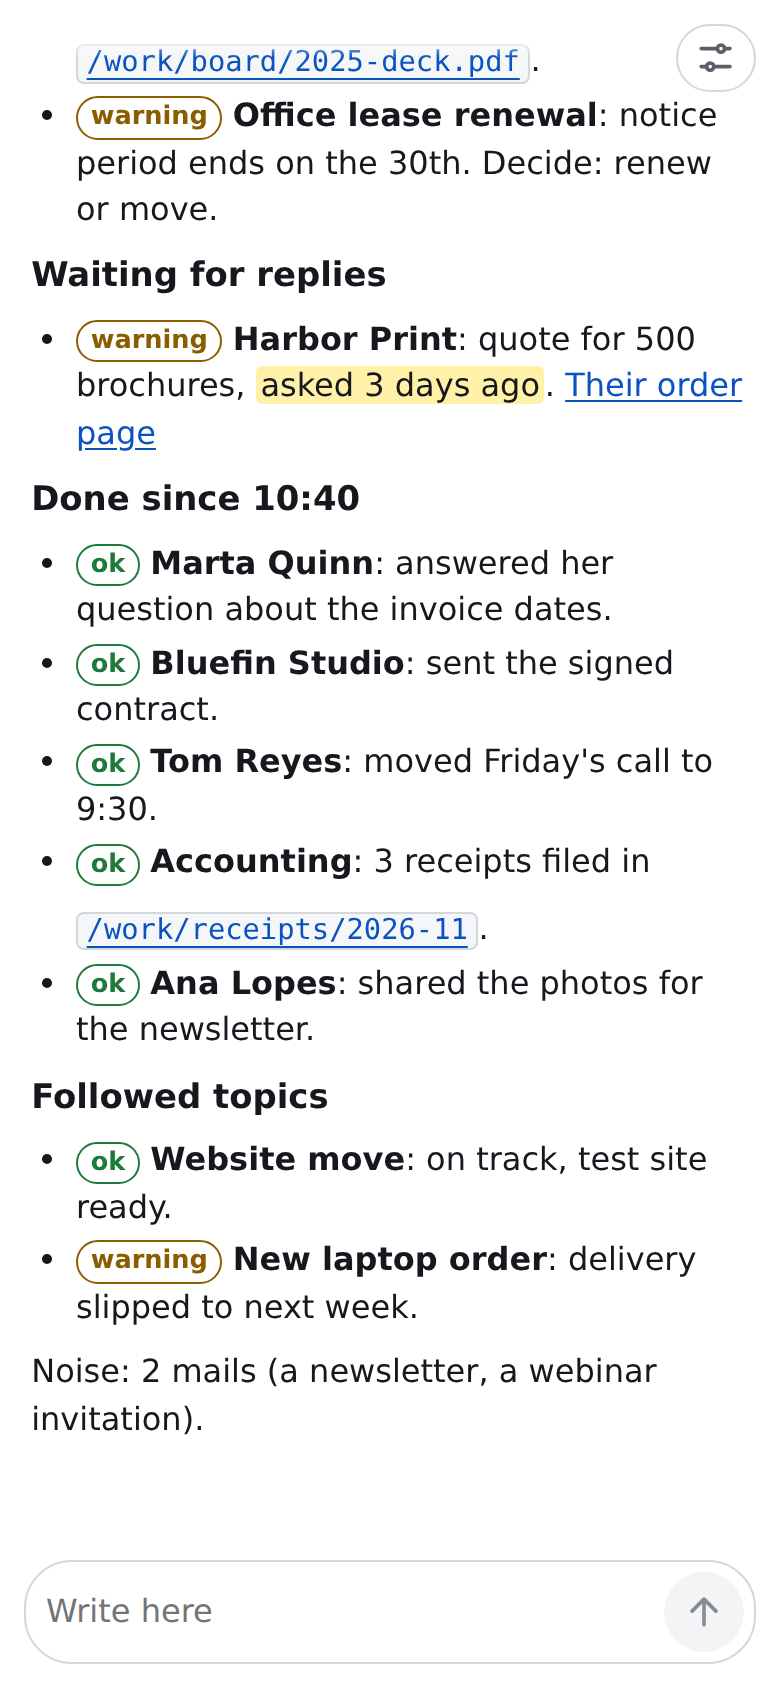 /work/board/2025-deck.pdf.
• warning Office lease renewal: notice
period ends on the 30th. Decide: renew
or move.
Waiting for replies
• warning Harbor Print: quote for 500
brochures, asked 3 days ago. Their order
page
Done since 10:40
• ok Marta Quinn: answered her
question about the invoice dates.
• ok Bluefin Studio: sent the signed
contract.
• ok Tom Reyes: moved Friday's call to
9:30.
• ok Accounting: 3 receipts filed in
/work/receipts/2026-11.
• ok Ana Lopes: shared the photos for
the newsletter.
Followed topics
• ok Website move: on track, test site
ready.
• warning New laptop order: delivery
slipped to next week.
Noise: 2 mails (a newsletter, a webinar
invitation).
Write here